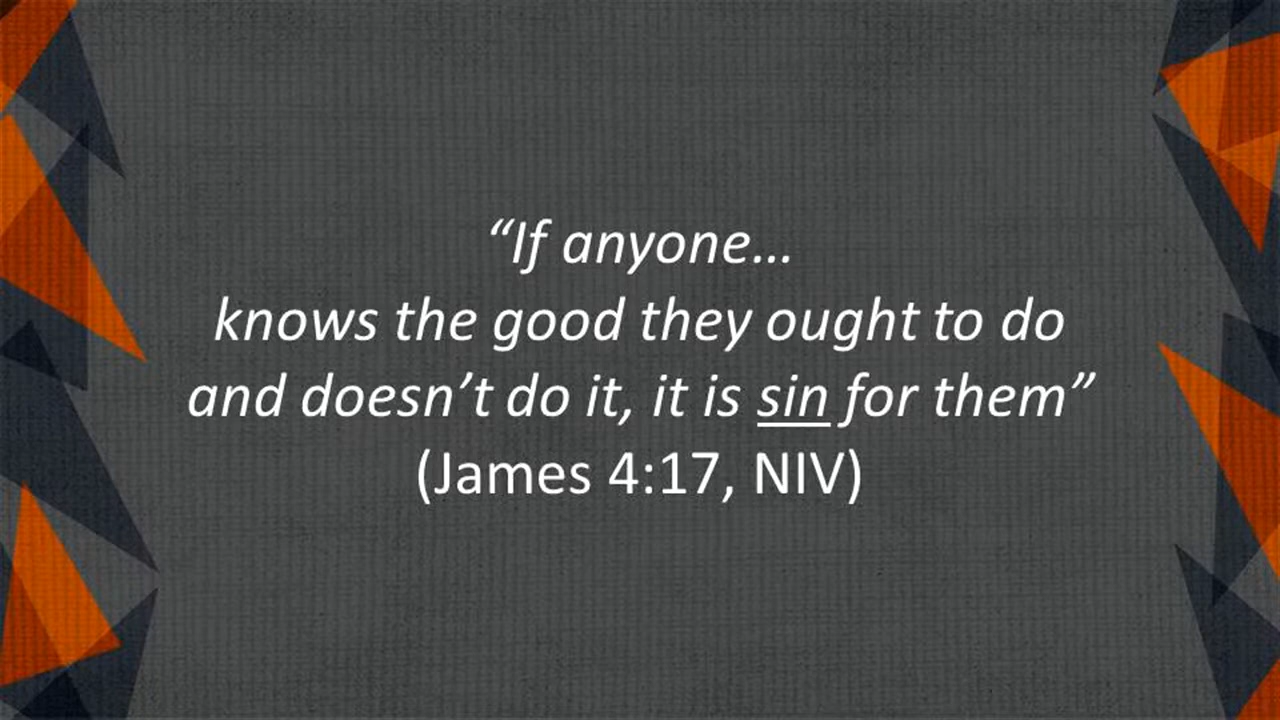 “If anyone…
knows the good they ought to do
and doesn’t do it, it is sin for them”
(James 4:17, NIV)